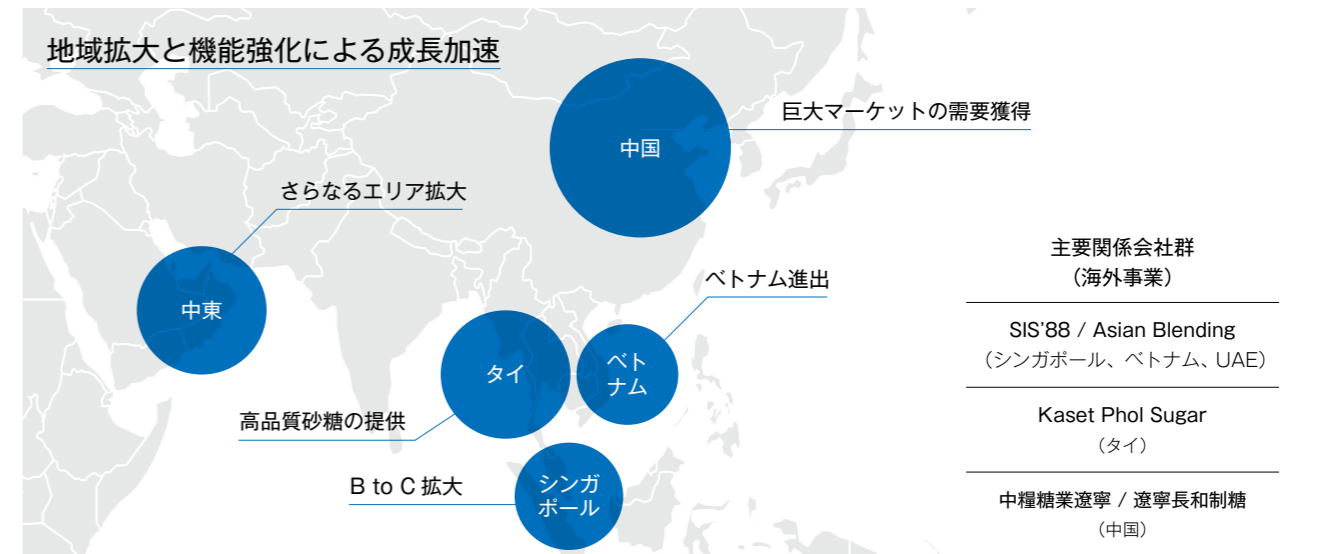 地域拡大と機能強化による成長加速
中国
巨大マーケットの需要獲得
さらなるエリア拡大
中東
ベトナム進出
タイ
ベト
ナム
高品質砂糖の提供
B to C 拡大
シンガ
ポール
主要関係会社群
（海外事業）
SIS’88 / Asian Blending
（シンガポール、ベトナム、UAE）
Kaset Phol Sugar
（タイ）
中糧糖業遼寧 / 遼寧長和制糖
（中国）